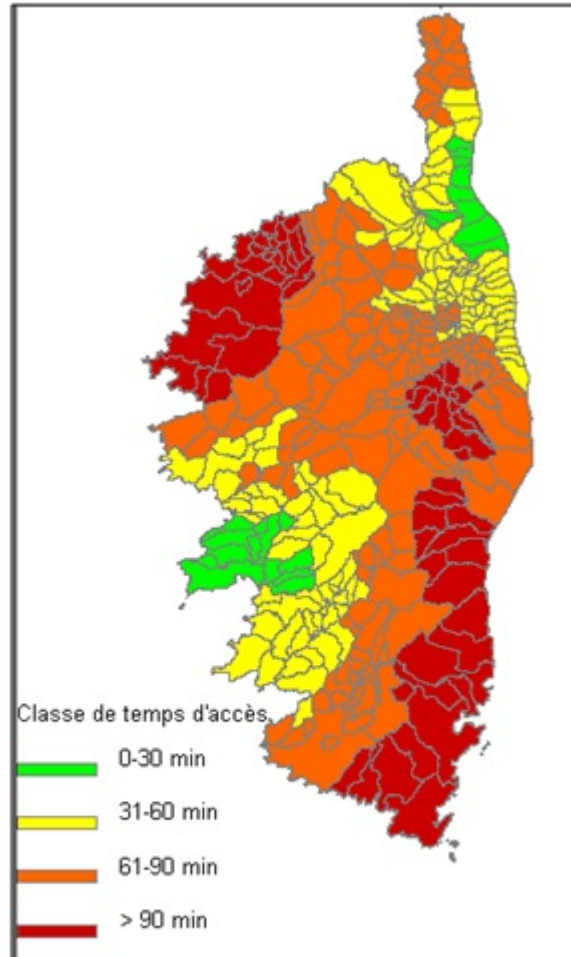 Classe de temps d'accès
0-30 min
31-60 min
61-90 min
> 90 min